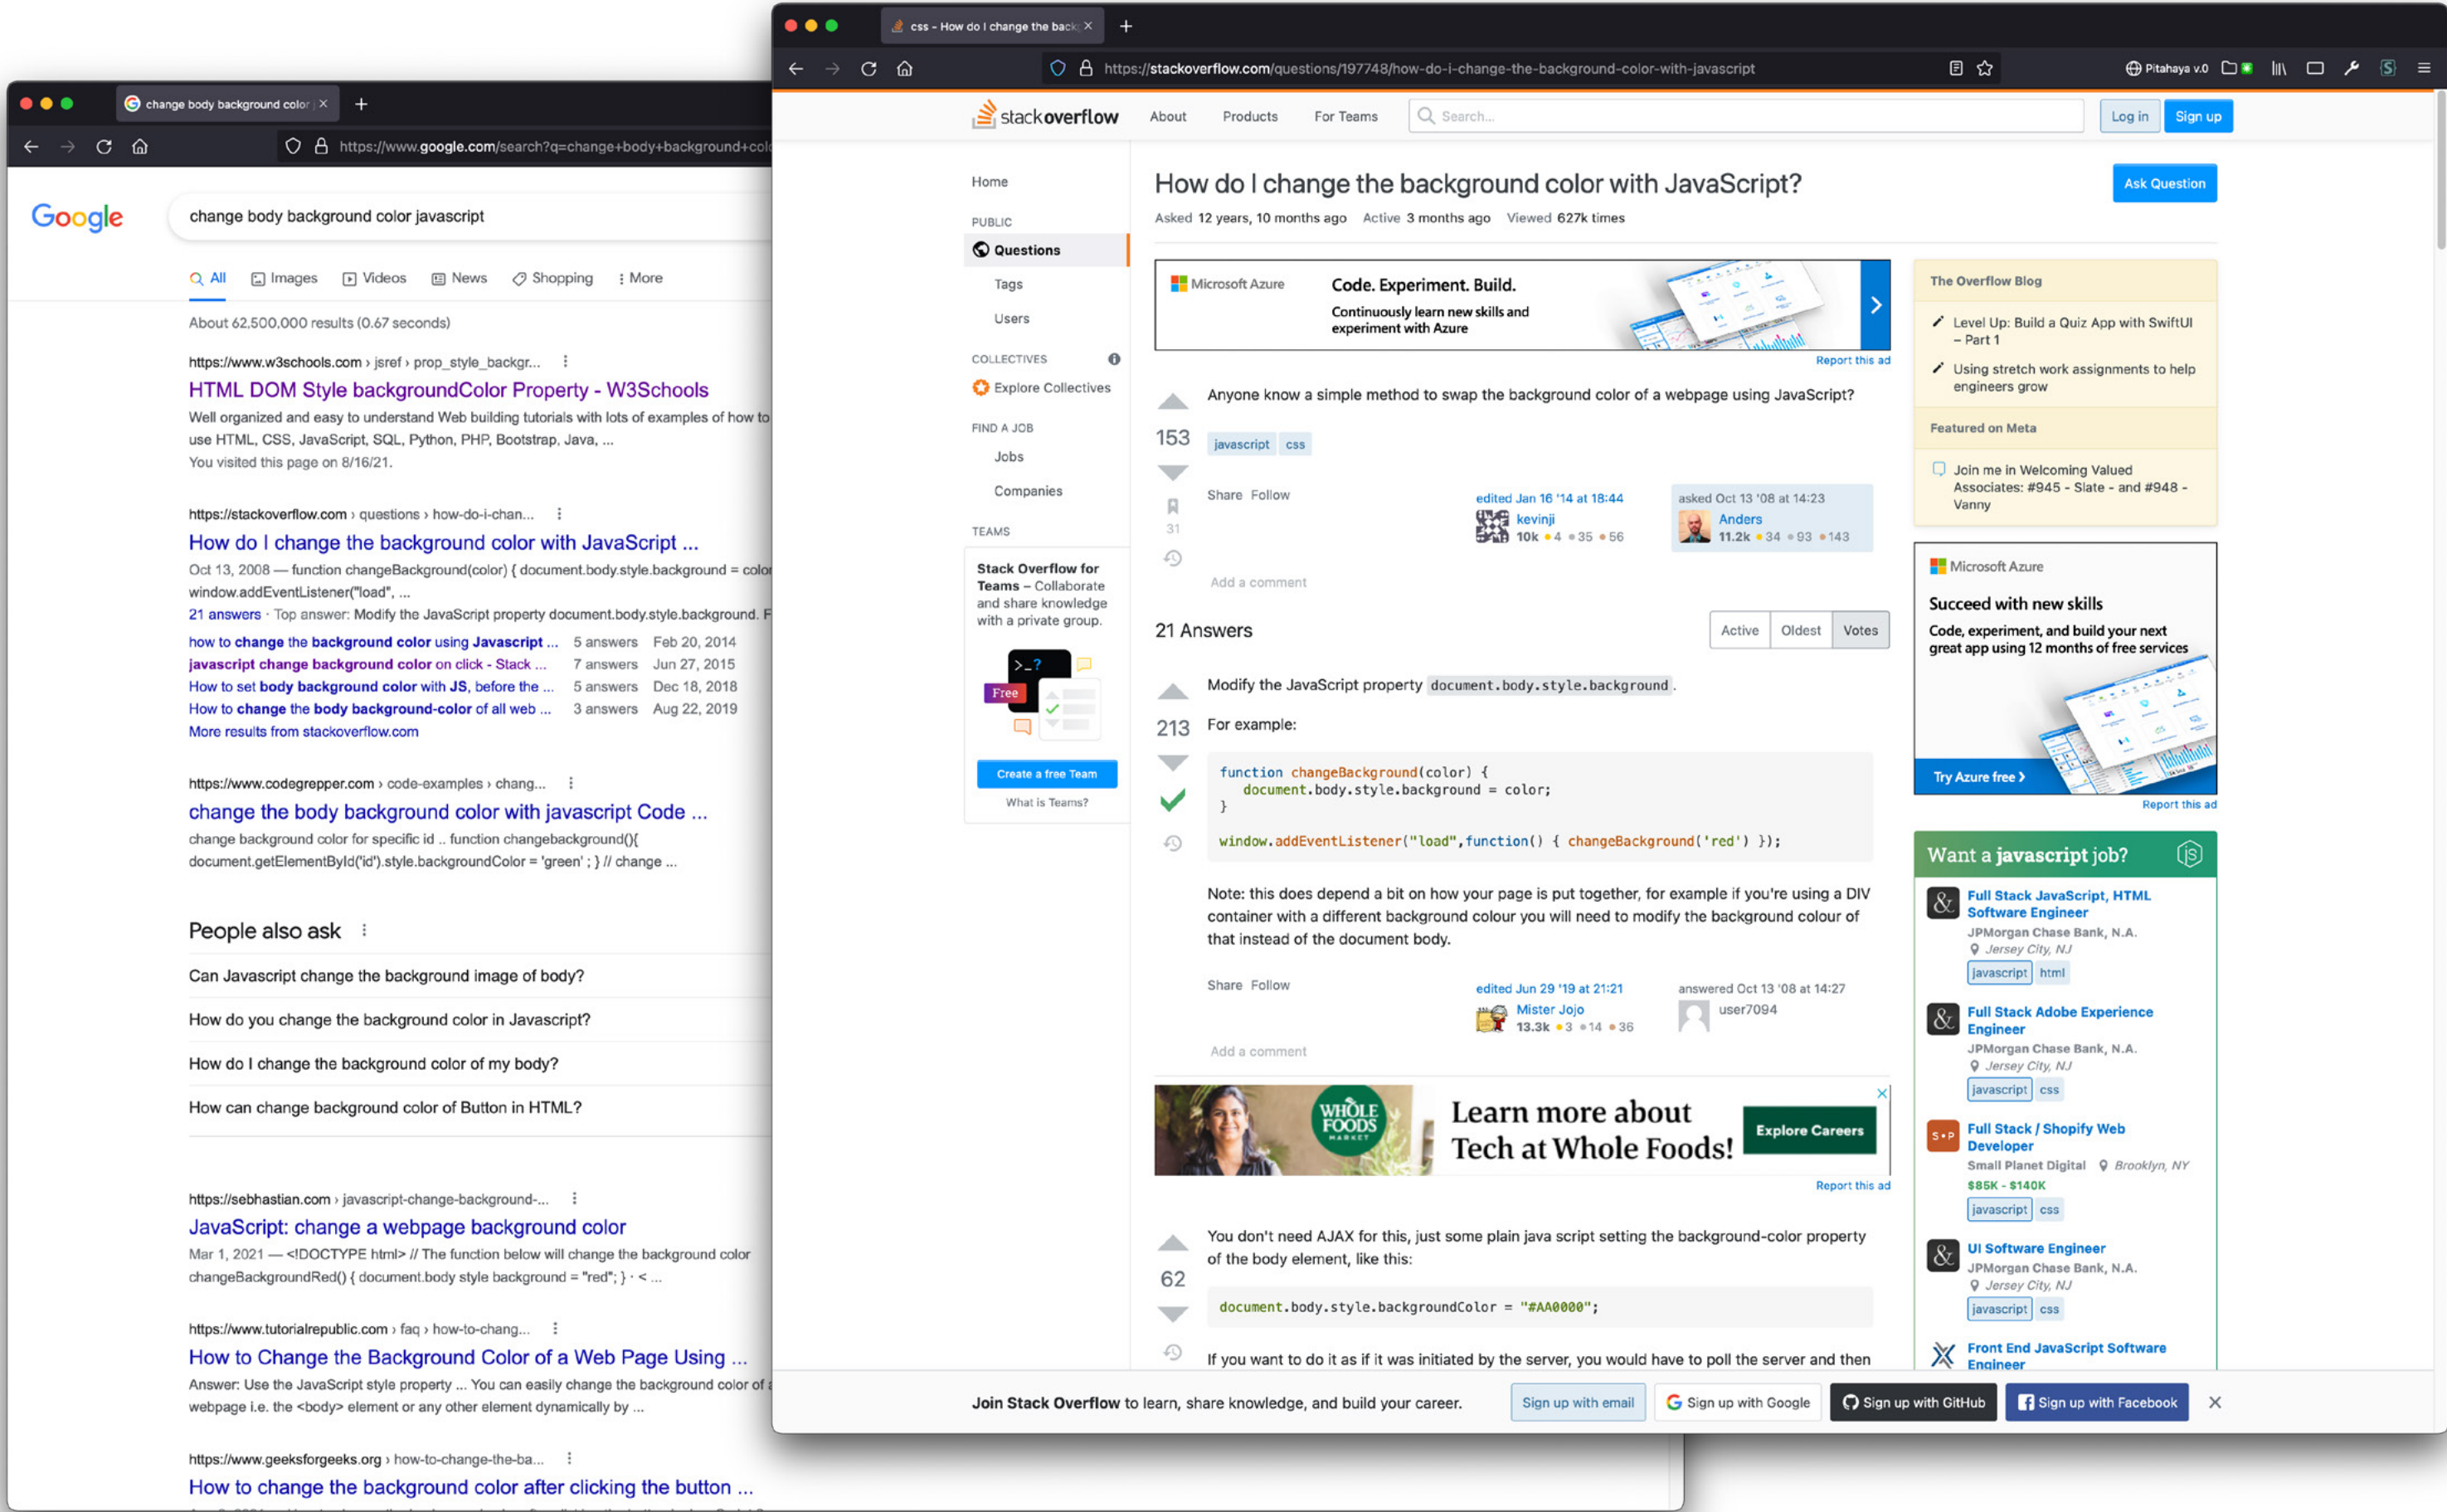 change body background color
https://www.google.com/search?q=change+body+background+colo
Google
change body background color javascript
All Images Videos News Shopping More
About 62,500,000 results (0.67 seconds)
https://www.w3schools.com › jsref › prop_style_backgr...
HTML DOM Style backgroundColor Property - W3Schools
Well organized and easy to understand Web building tutorials with lots of examples of how to
use HTML, CSS, JavaScript, SQL, Python, PHP, Bootstrap, Java, ...
You visited this page on 8/16/21.
https://stackoverflow.com › questions › how-do-i-chan...
How do I change the background color with JavaScript ...
Oct 13, 2008 — function changeBackground(color) { document.body.style.background = color
window.addEventListener("load", ...
21 answers · Top answer: Modify the JavaScript property document.body.style.background. F
how to change the background color using Javascript ... 5 answers Feb 20, 2014
javascript change background color on click - Stack ... 7 answers Jun 27, 2015
How to set body background color with JS, before the ... 5 answers Dec 18, 2018
How to change the body background-color of all web ... 3 answers Aug 22, 2019
More results from stackoverflow.com
https://www.codegrepper.com › code-examples › chang...
change the body background color with javascript Code ...
change background color for specific id .. function changebackground(){
document.getElementById('id').style.backgroundColor = 'green' ; } // change ...
People also ask
Can Javascript change the background image of body?
How do you change the background color in Javascript?
How do I change the background color of my body?
How can change background color of Button in HTML?
https://sebhastian.com › javascript-change-background-...
JavaScript: change a webpage background color
Mar 1, 2021 — <!DOCTYPE html> // The function below will change the background color
changeBackgroundRed() { document.body style background = "red"; } · < ...
https://www.tutorialrepublic.com › faq › how-to-chang...
How to Change the Background Color of a Web Page Using ...
Answer: Use the JavaScript style property ... You can easily change the background color of a
webpage i.e. the <body> element or any other element dynamically by ...
https://www.geeksforgeeks.org › how-to-change-the-ba...
How to change the background color after clicking the button ...
css - How do I change the back
https://stackoverflow.com/questions/197748/how-do-i-change-the-background-color-with-javascript
Pitahaya v.0
stackoverflow About Products For Teams Search... Log in Sign up
Home
PUBLIC
Questions
Tags
Users
COLLECTIVES
Explore Collectives
FIND A JOB
Jobs
Companies
TEAMS
Stack Overflow for
Teams – Collaborate
and share knowledge
with a private group.
>_?
Free
Create a free Team
What is Teams?
How do I change the background color with JavaScript?
Ask Question
Asked 12 years, 10 months ago Active 3 months ago Viewed 627k times
Microsoft Azure
Code. Experiment. Build.
Continuously learn new skills and
experiment with Azure
Report this ad
Anyone know a simple method to swap the background color of a webpage using JavaScript?
153
javascript css
Share Follow
31
edited Jan 16 '14 at 18:44
kevinji
10k 4 35 56
asked Oct 13 '08 at 14:23
Anders
11.2k 34 93 143
Add a comment
21 Answers
Active Oldest Votes
Modify the JavaScript property document.body.style.background.
213
For example:
function changeBackground(color) {
document.body.style.background = color;
}
window.addEventListener("load",function() { changeBackground('red') });
Note: this does depend a bit on how your page is put together, for example if you're using a DIV
container with a different background colour you will need to modify the background colour of
that instead of the document body.
Share Follow
edited Jun 29 '19 at 21:21
Mister Jojo
13.3k 3 14 36
answered Oct 13 '08 at 14:27
user7094
Add a comment
WHOLE
FOODS
MARKET
Learn more about
Tech at Whole Foods!
Explore Careers
Report this ad
You don't need AJAX for this, just some plain java script setting the background-color property
of the body element, like this:
62
document.body.style.backgroundColor = "#AA0000";
If you want to do it as if it was initiated by the server, you would have to poll the server and then
The Overflow Blog
Level Up: Build a Quiz App with SwiftUI
– Part 1
Using stretch work assignments to help
engineers grow
Featured on Meta
Join me in Welcoming Valued
Associates: #945 - Slate - and #948 -
Vanny
Microsoft Azure
Succeed with new skills
Code, experiment, and build your next
great app using 12 months of free services
Try Azure free >
Report this ad
Want a javascript job?
js
Full Stack JavaScript, HTML
Software Engineer
JPMorgan Chase Bank, N.A.
Jersey City, NJ
javascript html
Full Stack Adobe Experience
Engineer
JPMorgan Chase Bank, N.A.
Jersey City, NJ
javascript css
S+P
Full Stack / Shopify Web
Developer
Small Planet Digital Brooklyn, NY
$85K - $140K
javascript css
UI Software Engineer
JPMorgan Chase Bank, N.A.
Jersey City, NJ
javascript css
Front End JavaScript Software
Engineer
Join Stack Overflow to learn, share knowledge, and build your career.
Sign up with email Sign up with Google Sign up with GitHub Sign up with Facebook